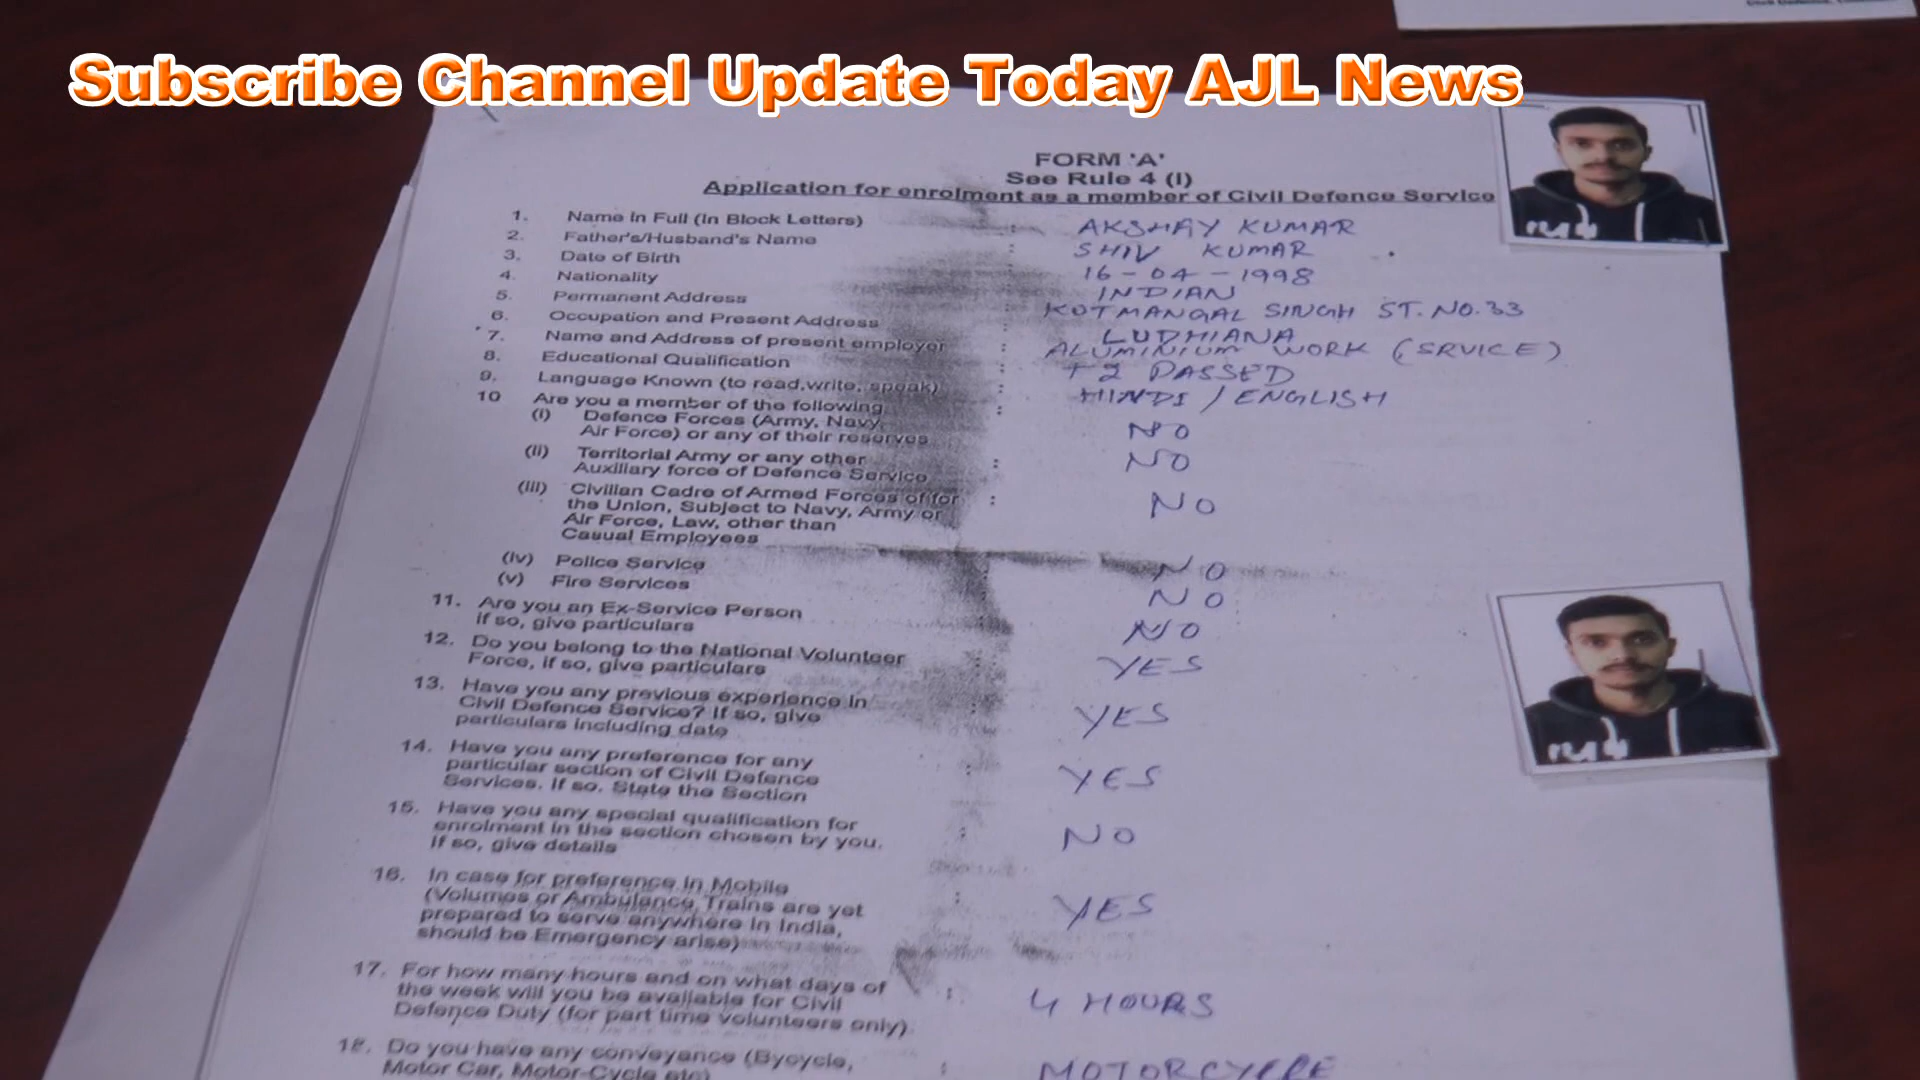 Subscribe Channel Update Today AJL News
FORM 'A'
See Rule 4 (I)
Application for enrolment as a member of Civil Defence Service
1. Name in Full (In Block Letters) : AKSHAY KUMAR
2. Father's/Husband's Name : SHIV KUMAR
3. Date of Birth 16-04-1998
4. Nationality INDIAN
5. Permanent Address KOTMANGAL SINGH ST. NO. 33
6. Occupation and Present Address LUDHIANA
7. Name and Address of present employer : ALUMINIUM WORK (SRVICE)
8. Educational Qualification : +2 PASSED
9. Language Known (to read, write, speak) : HINDI / ENGLISH
10 Are you a member of the following :
(i) Defence Forces (Army, Navy, NO
Air Force) or any of their reserves
(ii) Territorial Army or any other : NO
Auxiliary force of Defence Service
(iii) Civilian Cadre of Armed Forces of for : NO
the Union, Subject to Navy, Army or
Air Force, Law, other than
Casual Employees
(iv) Police Service NO
(v) Fire Services NO
11. Are you an Ex-Service Person NO
if so, give particulars
12. Do you belong to the National Volunteer : YES
Force, if so, give particulars
13. Have you any previous experience in YES
Civil Defence Service? If so, give
particulars including date
14. Have you any preference for any : YES
particular section of Civil Defence
Services. If so. State the Section
15. Have you any special qualification for : NO
enrolment in the section chosen by you.
If so, give details
16. In case for preference in Mobile : YES
(Volumes or Ambulance Trains are yet
prepared to serve anywhere in India,
should be Emergency arise)
17. For how many hours and on what days of : 4 HOURS
the week will you be available for Civil
Defence Duty (for part time volunteers only)
18. Do you have any conveyance (Bycycle, : MOTORCYCLE
Motor Car, Motor-Cycle etc)